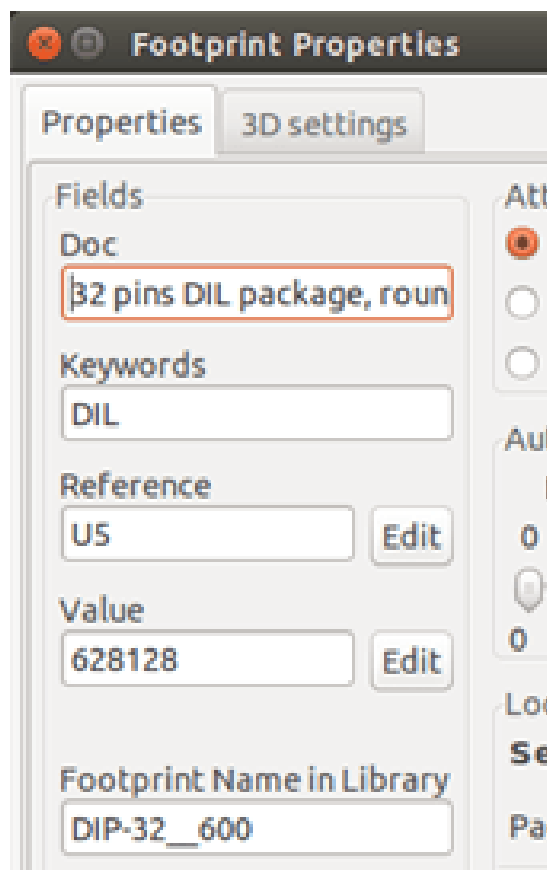 Footprint Properties
Properties 3D settings
Fields
Doc
32 pins DIL package, roun
Keywords
DIL
Reference
U5 Edit
0
Value
0
628128 Edit
Footprint Name in Library
DIP-32__600